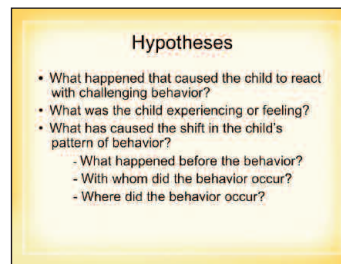 Hypotheses
• What happened that caused the child to react
with challenging behavior?
• What was the child experiencing or feeling?
• What has caused the shift in the child's
pattern of behavior?
- What happened before the behavior?
- With whom did the behavior occur?
- Where did the behavior occur?